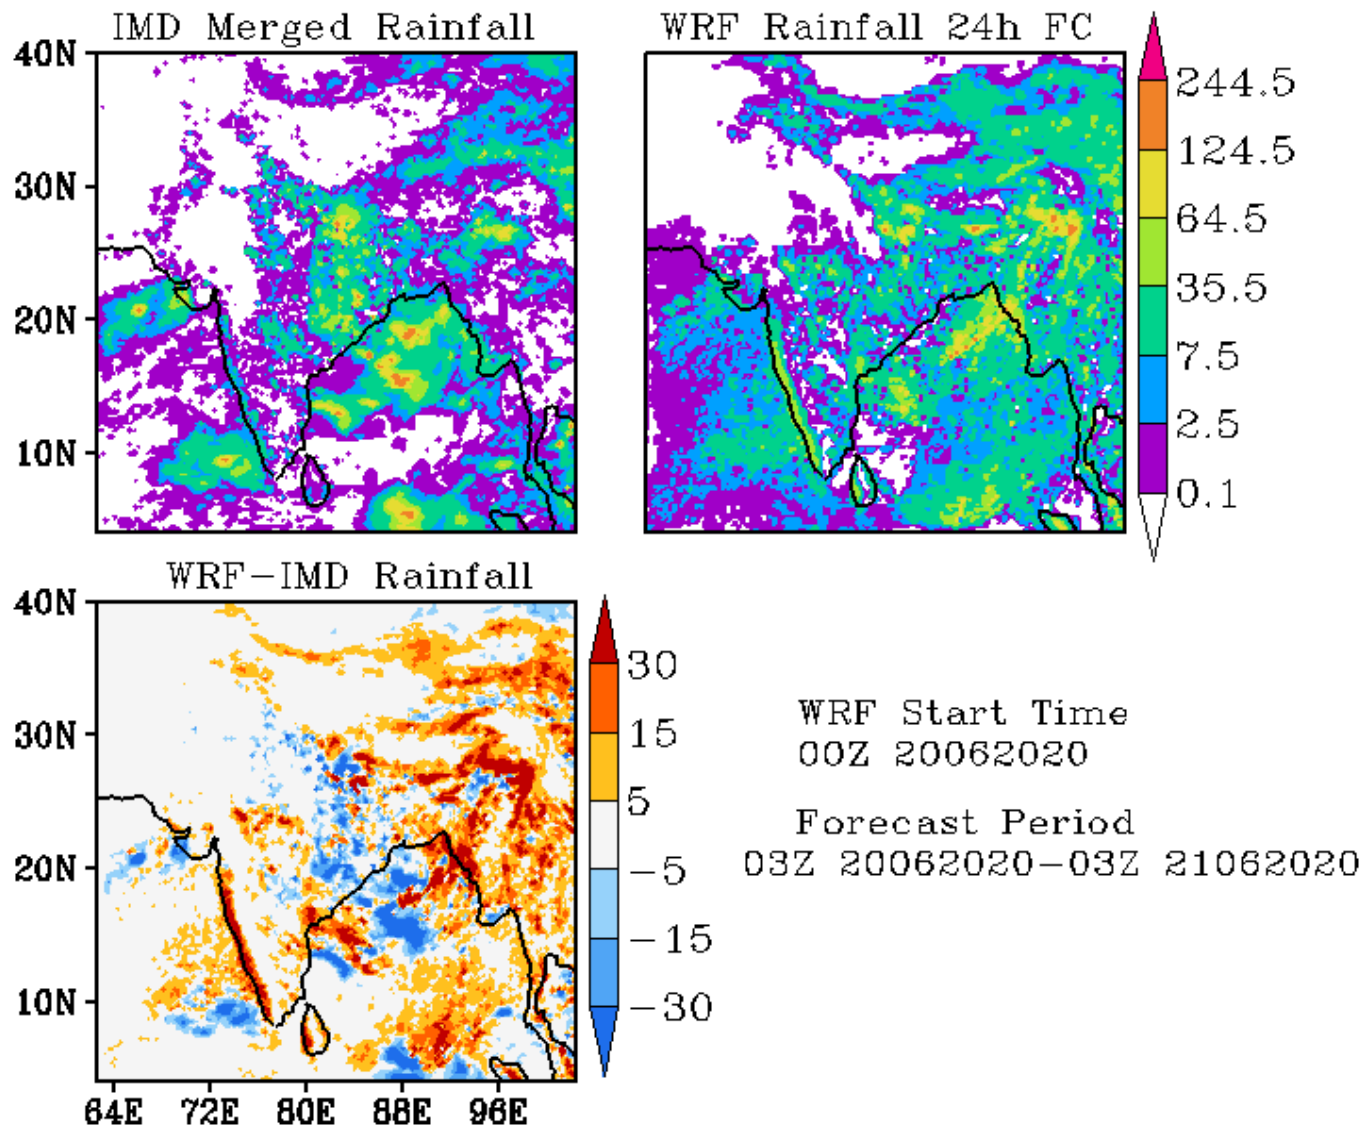 IMD Merged Rainfall
WRF Rainfall 24h FC
40N
30N
20N
10N
244.5
124.5
64.5
35.5
7.5
2.5
0.1
WRF-IMD Rainfall
40N
30N
20N
10N
64E 72E 80E 88E 96E
30
15
5
-5
-15
-30
WRF Start Time
00Z 20062020
Forecast Period
03Z 20062020-03Z 21062020